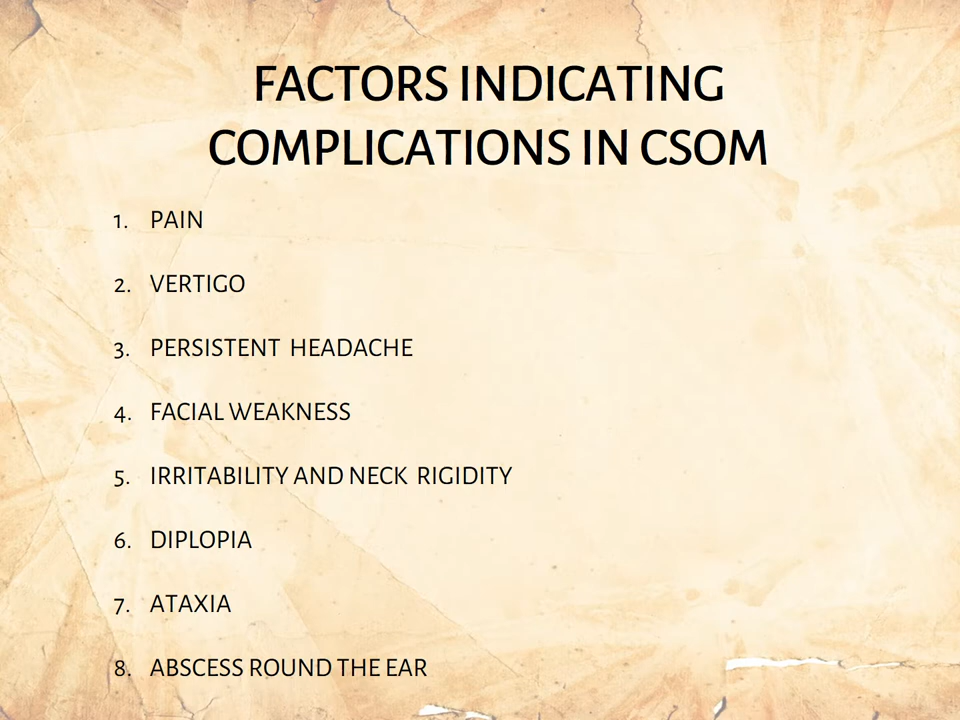 FACTORS INDICATING
COMPLICATIONS IN CSOM
1. PAIN
2. VERTIGO
3. PERSISTENT HEADACHE
4. FACIAL WEAKNESS
5. IRRITABILITY AND NECK RIGIDITY
6. DIPLOPIA
7. ATAXIA
8. ABSCESS ROUND THE EAR